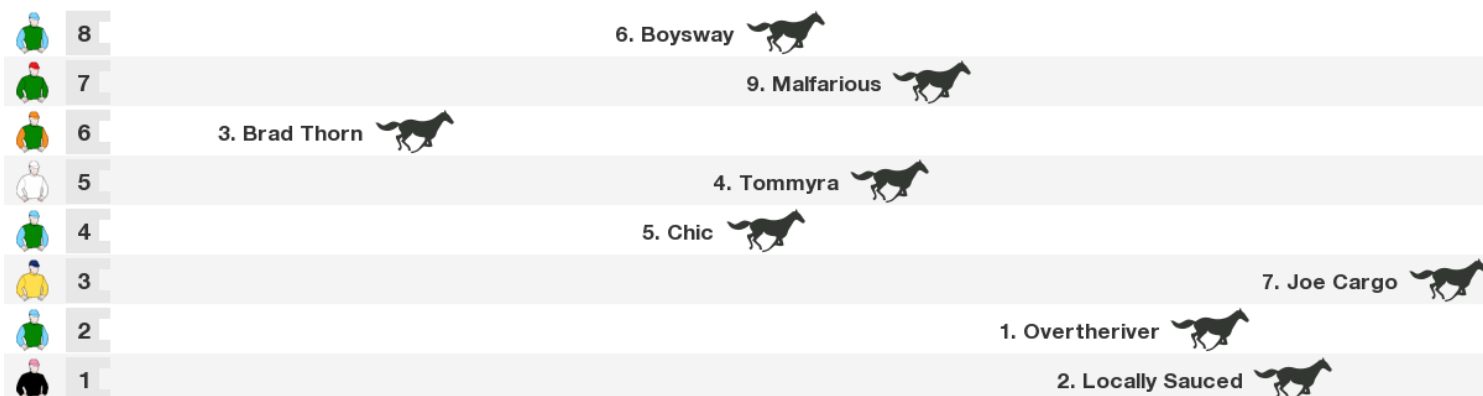 8 6. Boysway
7 9. Malfarious
6 3. Brad Thorn
5 4. Tommyra
4 5. Chic
3 7. Joe Cargo
2 1. Overtheriver
1 2. Locally Sauced